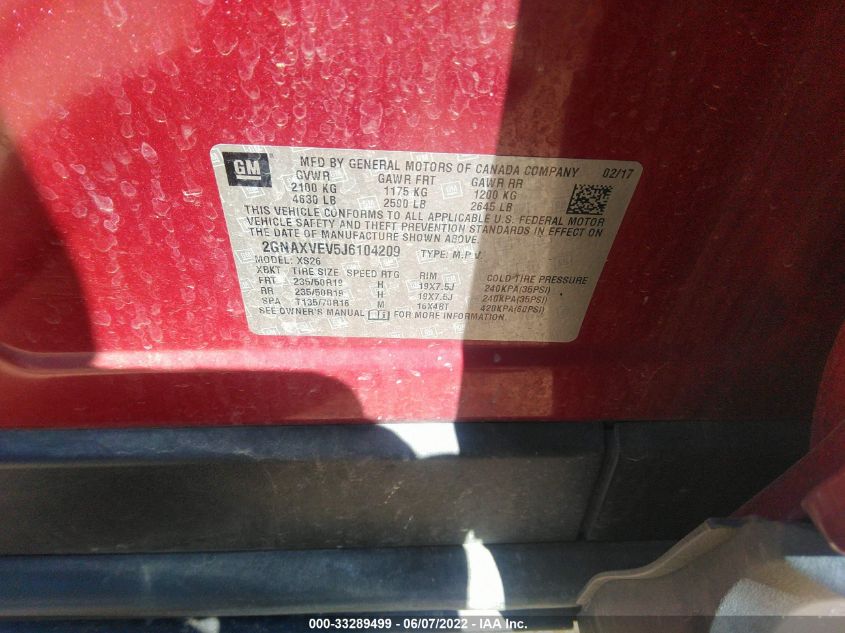 GM
MFD BY GENERAL MOTORS OF CANADA COMPANY 02/17
GVWR GAWR FRT GAWR RR
2100 KG 1175 KG 1200 KG
4630 LB 2590 LB 2645 LB
THIS VEHICLE CONFORMS TO ALL APPLICABLE U.S. FEDERAL MOTOR
VEHICLE SAFETY AND THEFT PREVENTION STANDARDS IN EFFECT ON
THE DATE OF MANUFACTURE SHOWN ABOVE.
2GNAXVEV5J6104209 TYPE: M.P.V.
MODEL: XS26
XBKT TIRE SIZE SPEED RTG RIM COLD TIRE PRESSURE
FRT 235/50R19 H 19X7.5J 240KPA(35PSI)
RR 235/50R19 H 19X7.5J 240KPA(35PSI)
SPA T135/70R16 M 16X4BT 420KPA(60PSI)
SEE OWNER'S MANUAL FOR MORE INFORMATION.
000-33289499 - 06/07/2022 - IAA Inc.